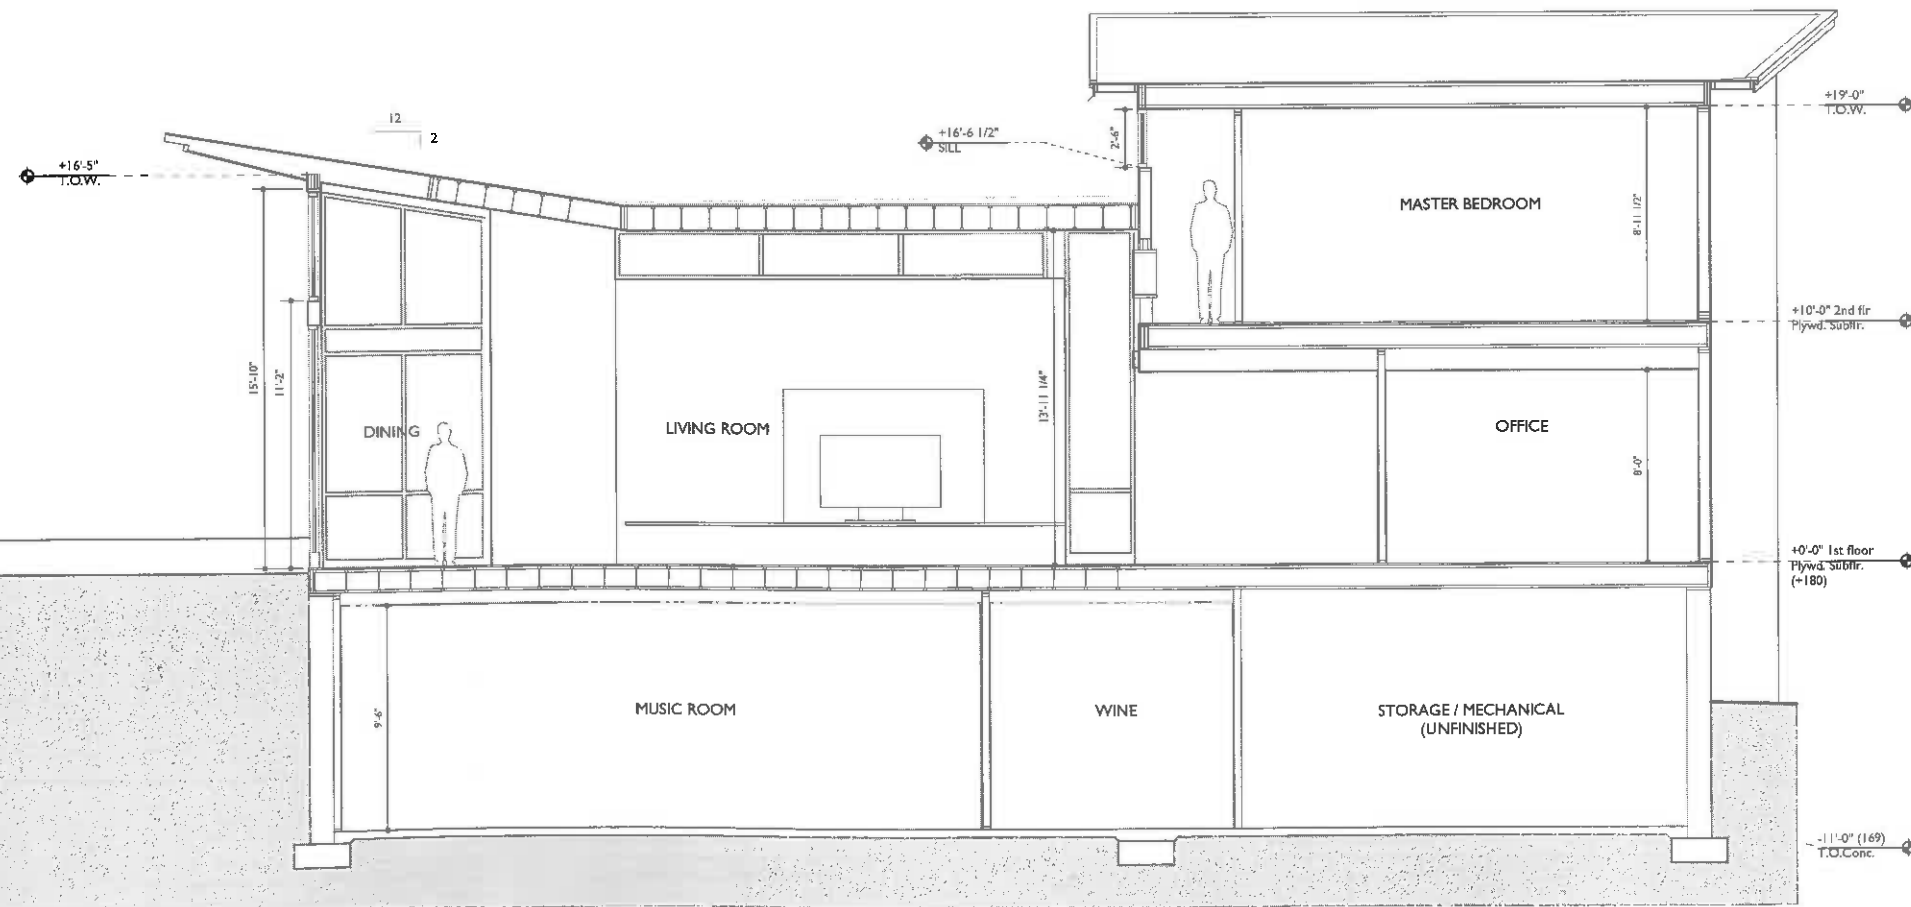 +19'-0"
T.O.W.
12
2
+16'-6 1/2"
SILL
2'-6"
+16'-5"
T.O.W.
MASTER BEDROOM
8'-11 1/2"
+10'-0" 2nd flr
Plywd. Subflr.
15'-10"
11'-2"
13'-11 1/4"
DINING
LIVING ROOM
OFFICE
8'-0"
+0'-0" 1st floor
Plywd. Subflr.
(+180)
9'-6"
MUSIC ROOM
WINE
STORAGE / MECHANICAL
(UNFINISHED)
-11'-0" (169)
T.O.Conc.